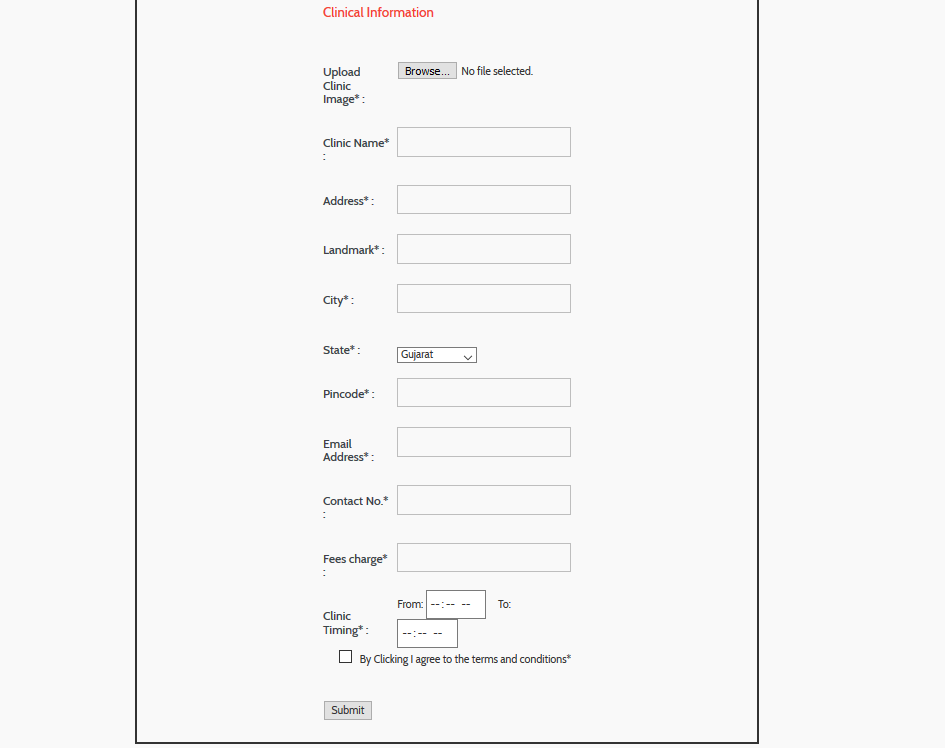 Clinical Information
Upload
Clinic
Image* :
Browse... No file selected.
Clinic Name*
:
Address* :
Landmark* :
City* :
State* :
Gujarat
Pincode* :
Email
Address* :
Contact No.*
:
Fees charge*
:
Clinic
Timing* :
From: --:-- -- To:
--:-- --
By Clicking I agree to the terms and conditions*
Submit